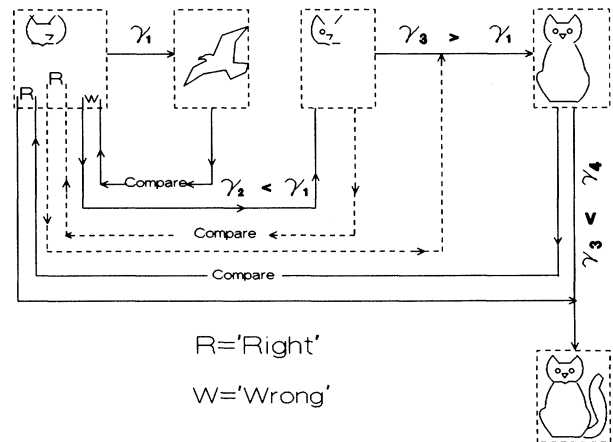 γ₁
γ₃ > γ₁
R
R
W
Compare
γ₂ < γ₁
Compare
Compare
γ₃ < γ₄
R='Right'
W='Wrong'